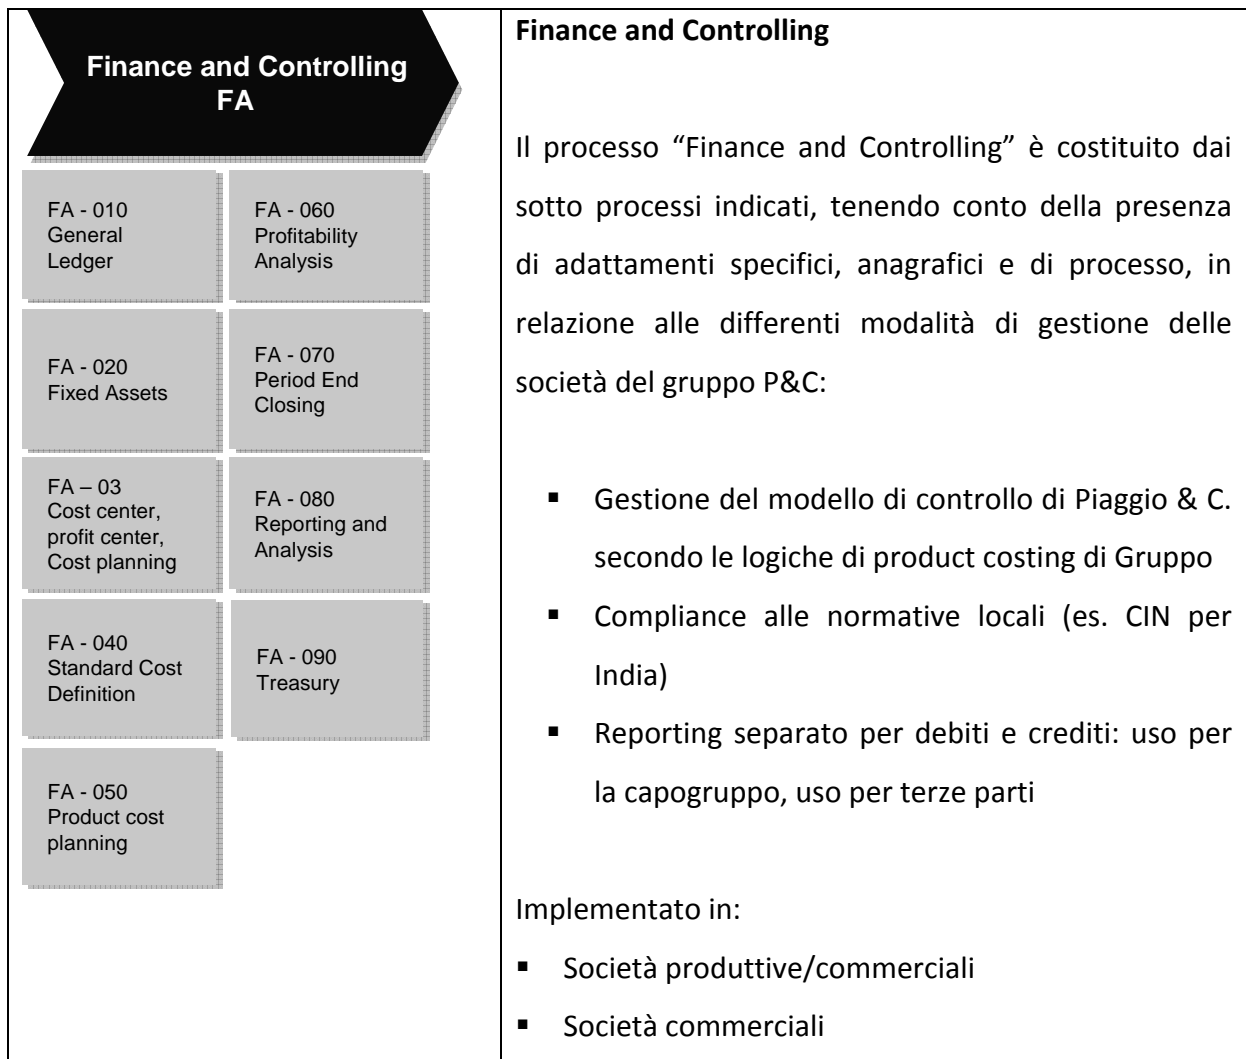 Finance and Controlling
FA
FA - 010
General
Ledger
FA - 060
Profitability
Analysis
FA - 020
Fixed Assets
FA - 070
Period End
Closing
FA – 03
Cost center,
profit center,
Cost planning
FA - 080
Reporting and
Analysis
FA - 040
Standard Cost
Definition
FA - 090
Treasury
FA - 050
Product cost
planning
Finance and Controlling
Il processo “Finance and Controlling” è costituito dai
sotto processi indicati, tenendo conto della presenza
di adattamenti specifici, anagrafici e di processo, in
relazione alle differenti modalità di gestione delle
società del gruppo P&C:
▪ Gestione del modello di controllo di Piaggio & C.
secondo le logiche di product costing di Gruppo
▪ Compliance alle normative locali (es. CIN per
India)
▪ Reporting separato per debiti e crediti: uso per
la capogruppo, uso per terze parti
Implementato in:
▪ Società produttive/commerciali
▪ Società commerciali